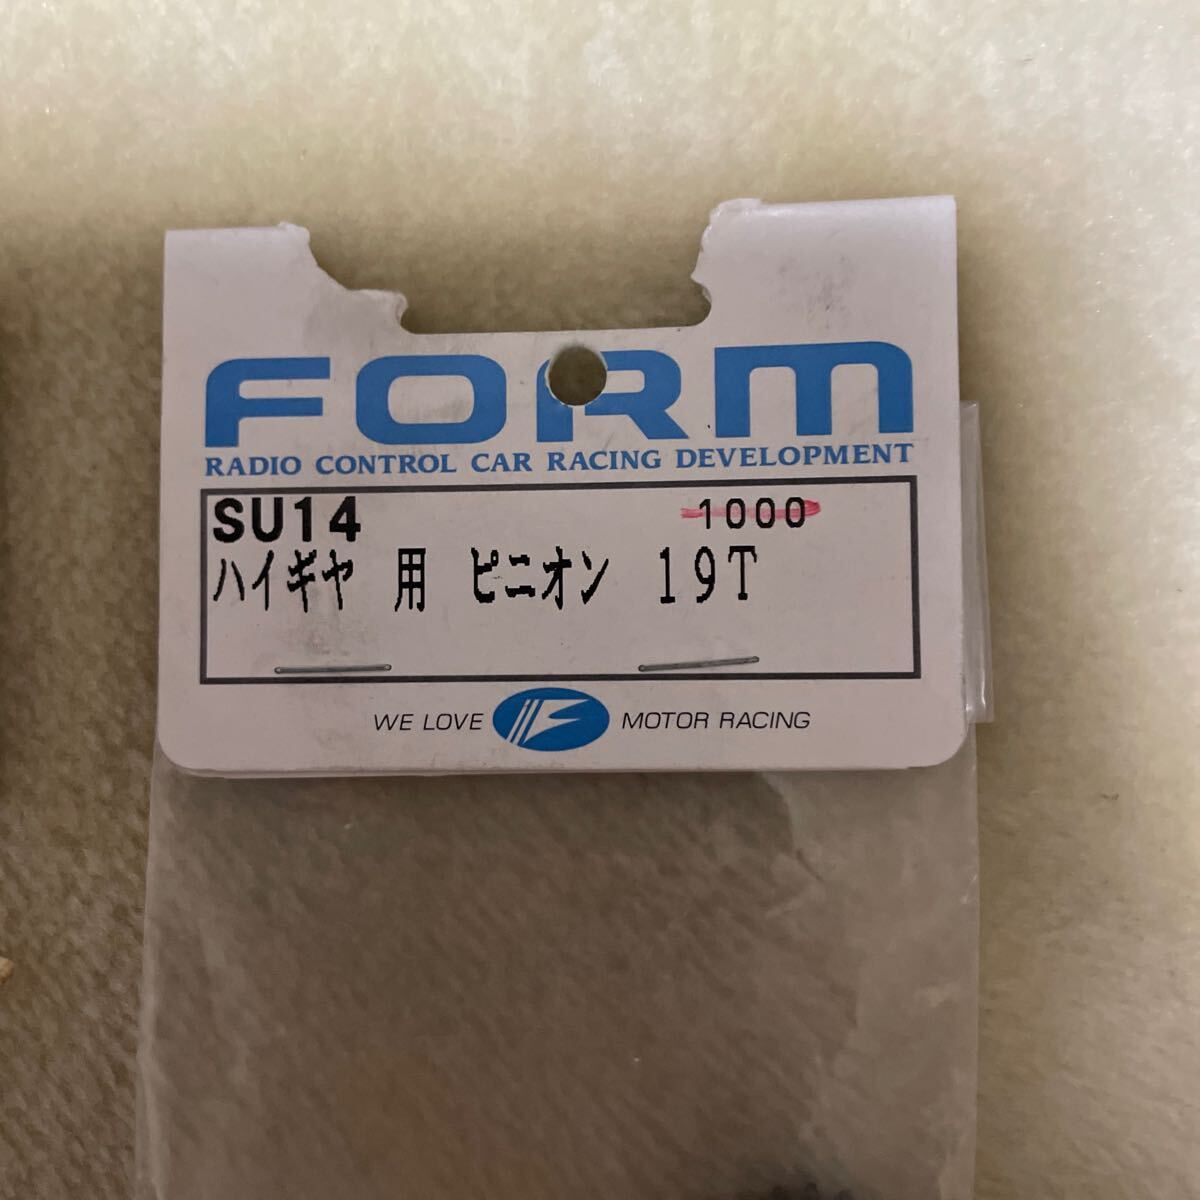 FORM
RADIO CONTROL CAR RACING DEVELOPMENT
SU14 1000
ハイギヤ 用 ピニオン 19T
WE LOVE F MOTOR RACING